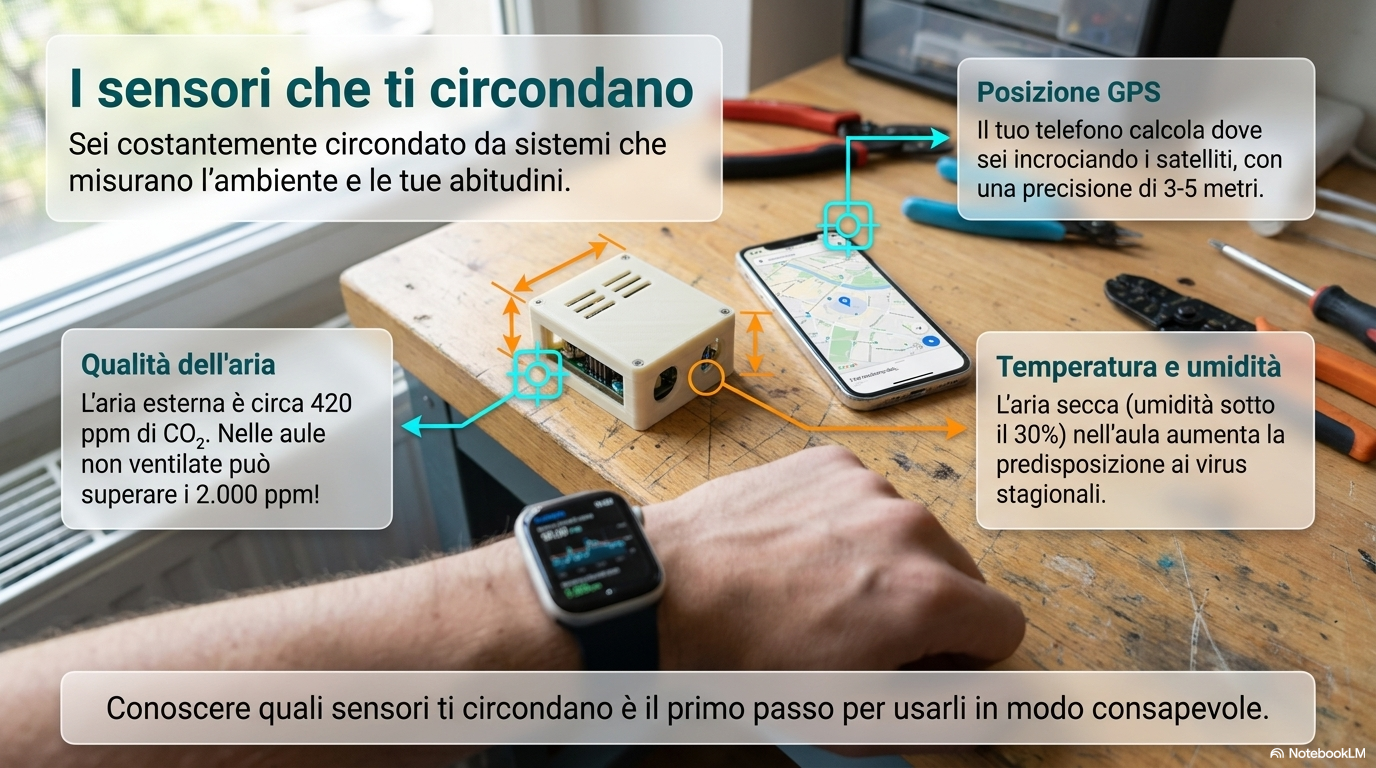 I sensori che ti circondano
Sei costantemente circondato da sistemi che
misurano l'ambiente e le tue abitudini.
Posizione GPS
Il tuo telefono calcola dove
sei incrociando i satelliti, con
una precisione di 3-5 metri.
Qualità dell'aria
L'aria esterna è circa 420
ppm di CO₂. Nelle aule
non ventilate può
superare i 2.000 ppm!
Temperatura e umidità
L'aria secca (umidità sotto
il 30%) nell'aula aumenta la
predisposizione ai virus
stagionali.
Conoscere quali sensori ti circondano è il primo passo per usarli in modo consapevole.
NotebookLM